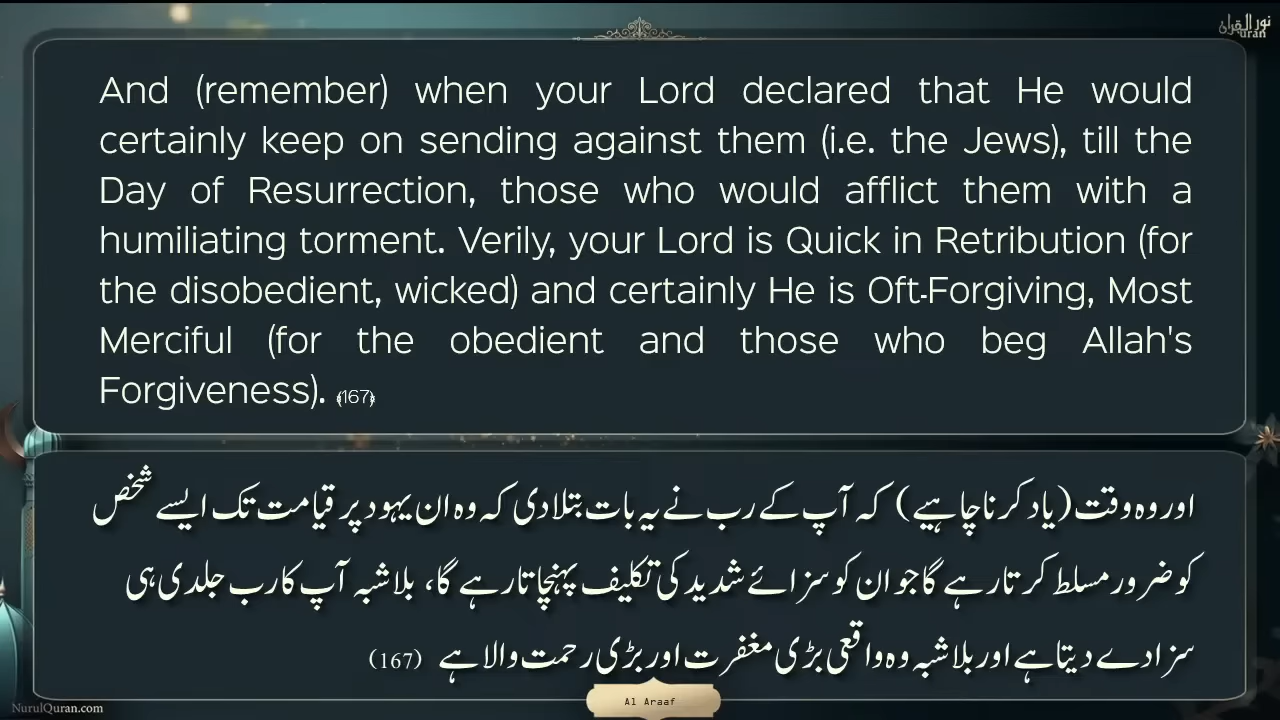 نور القرآن
uran
And (remember) when your Lord declared that He would
certainly keep on sending against them (i.e. the Jews), till the
Day of Resurrection, those who would afflict them with a
humiliating torment. Verily, your Lord is Quick in Retribution (for
the disobedient, wicked) and certainly He is Oft-Forgiving, Most
Merciful (for the obedient and those who beg Allah's
Forgiveness). ﴾167﴿
اور وہ وقت (یاد کرنا چاہیے) کہ آپ کے رب نے یہ بات بتلا دی کہ وہ ان یہود پر قیامت تک ایسے شخص
کو ضرور مسلط کرتا رہے گا جو ان کو سزائے شدید کی تکلیف پہنچاتا رہے گا، بلاشبہ آپ کا رب جلدی ہی
سزا دے دیتا ہے اور بلاشبہ وہ واقعی بڑی مغفرت اور بڑی رحمت والا ہے (167)
Al Araaf
NurulQuran.com